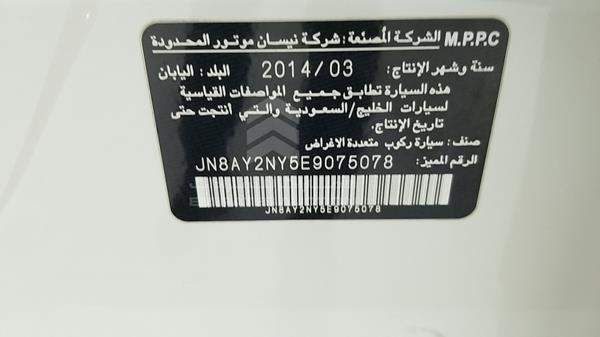 M.P.P.C الشركة المصنعة: شركة نيسان موتور المحدودة
سنة وشهر الإنتاج: 2014/03 البلد: اليابان
هذه السيارة تطابق جميع المواصفات القياسية
لسيارات الخليج/السعودية والتي أنتجت حتى
تاريخ الإنتاج.
صنف: سيارة ركوب متعددة الاغراض
الرقم المميز: JN8AY2NY5E9075078
JN8AY2NY5E9075078